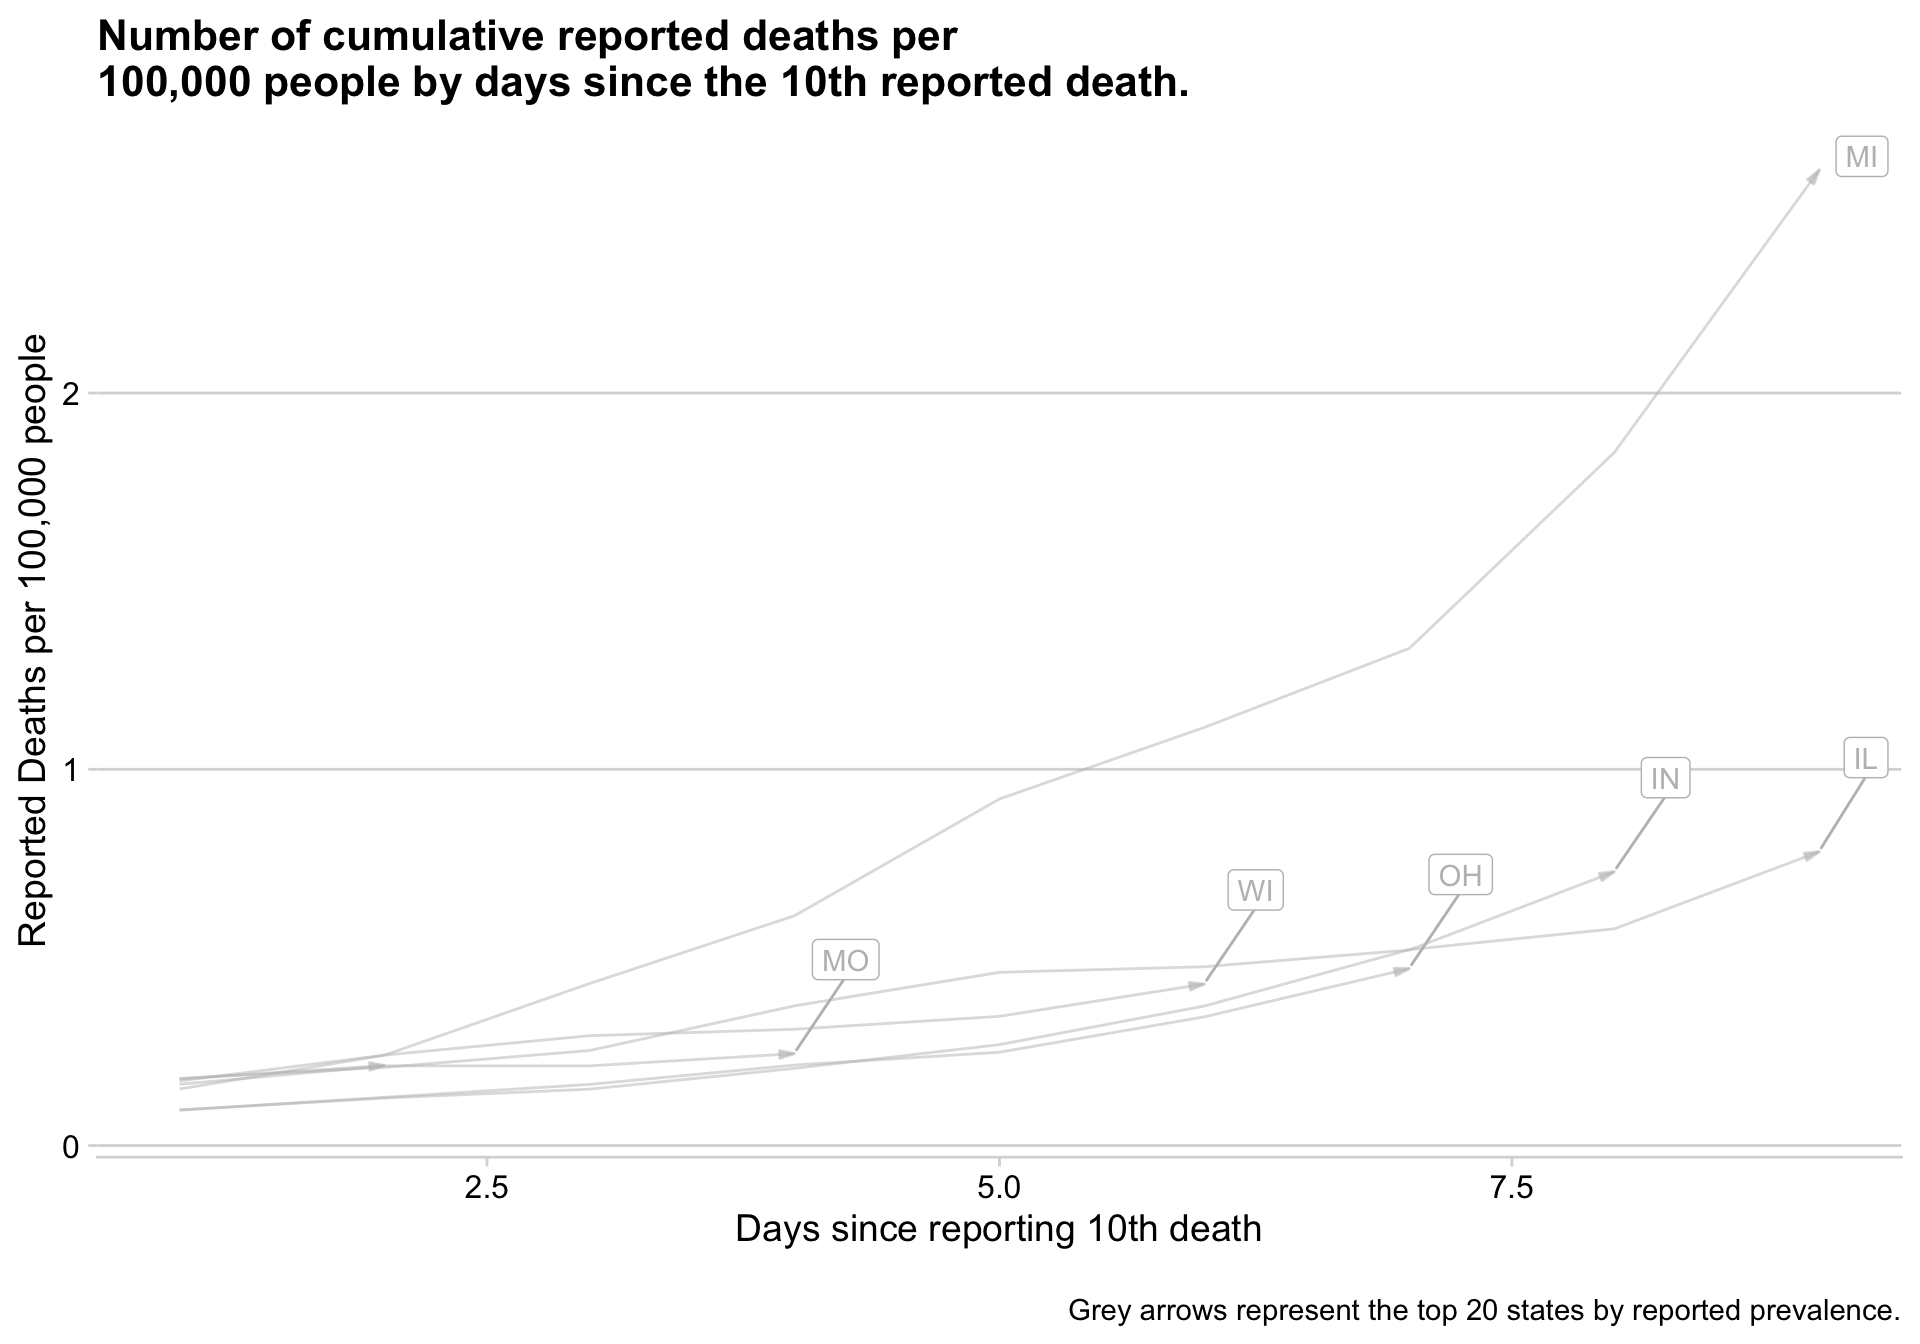 Number of cumulative reported deaths per
100,000 people by days since the 10th reported death.
MI
Reported Deaths per 100,000 people
2
1
0
IL
IN
OH
WI
MO
2.5
5.0
7.5
Days since reporting 10th death
Grey arrows represent the top 20 states by reported prevalence.